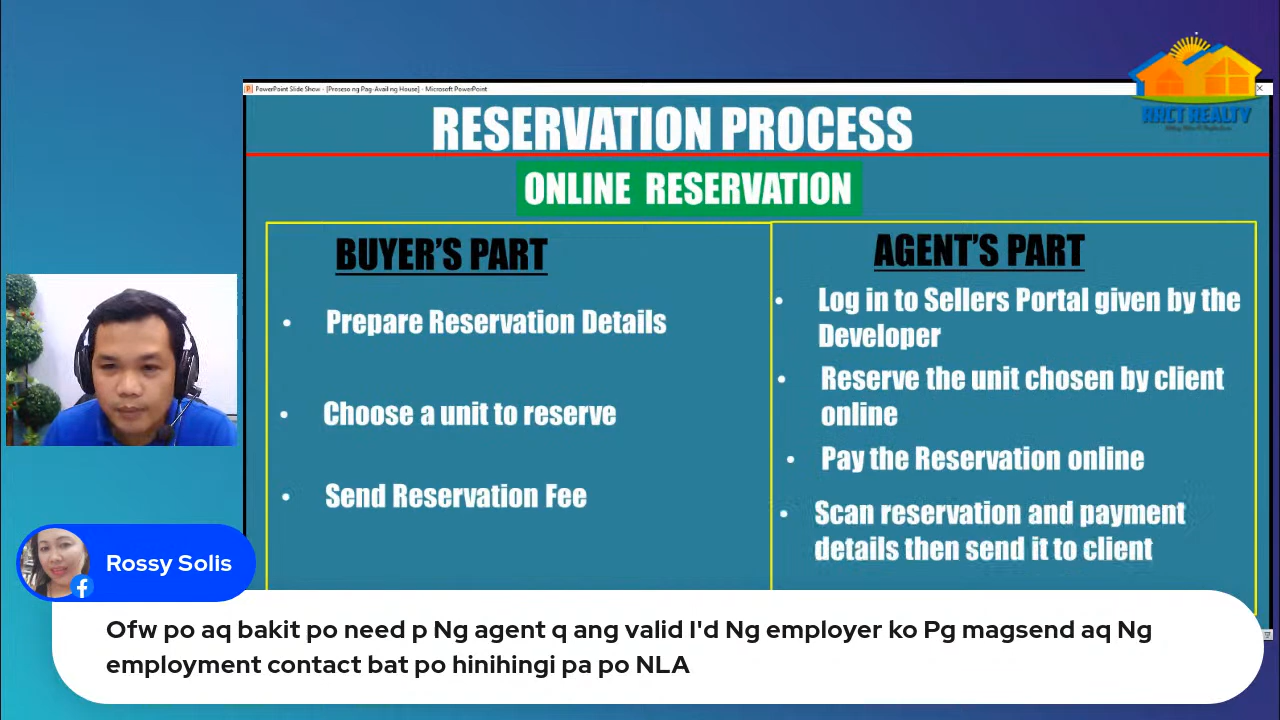 PowerPoint Slide Show - [Proseso ng Pag-Avail ng House] - Microsoft PowerPoint
RRCT REALTY
RESERVATION PROCESS
ONLINE RESERVATION
BUYER'S PART
• Prepare Reservation Details
• Choose a unit to reserve
• Send Reservation Fee
AGENT'S PART
• Log in to Sellers Portal given by the
Developer
• Reserve the unit chosen by client
online
• Pay the Reservation online
• Scan reservation and payment
details then send it to client
Rossy Solis
Ofw po aq bakit po need p Ng agent q ang valid I'd Ng employer ko Pg magsend aq Ng
employment contact bat po hinihingi pa po NLA